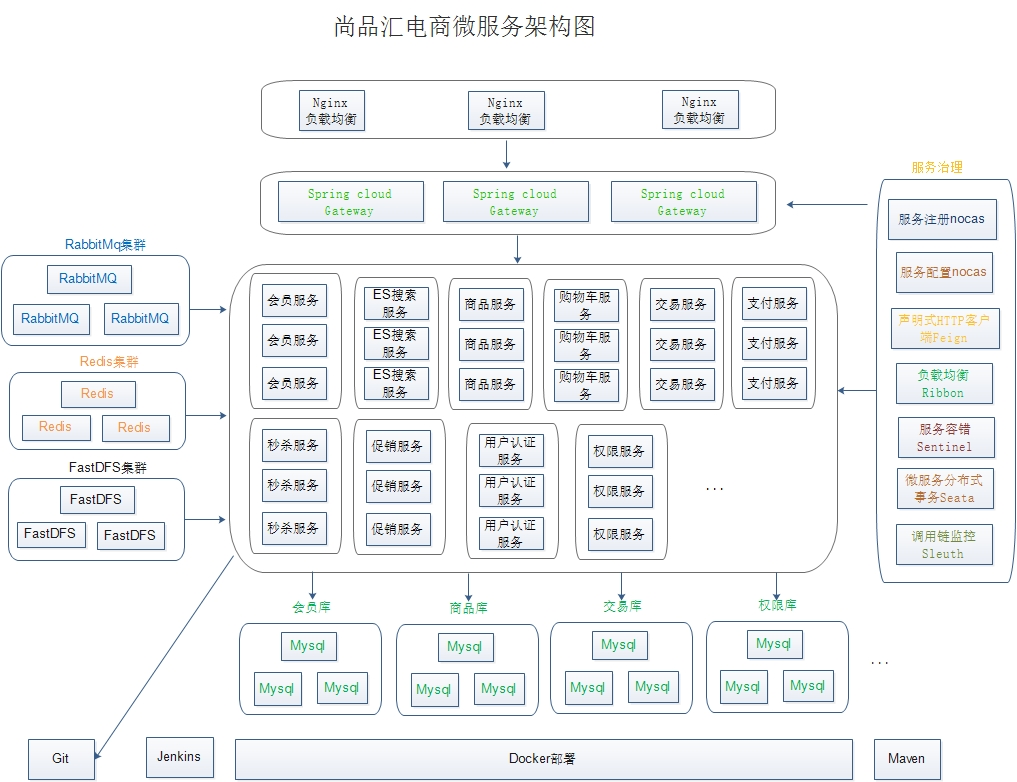 尚品汇电商微服务架构图
Nginx
负载均衡
Nginx
负载均衡
Nginx
负载均衡
Spring cloud
Gateway
Spring cloud
Gateway
Spring cloud
Gateway
服务治理
服务注册nocas
服务配置nocas
声明式HTTP客户
端Feign
负载均衡
Ribbon
服务容错
Sentinel
微服务分布式
事务Seata
调用链监控
Sleuth
RabbitMq集群
RabbitMQ
RabbitMQ
RabbitMQ
Redis集群
Redis
Redis
Redis
FastDFS集群
FastDFS
FastDFS
FastDFS
会员服务
会员服务
会员服务
ES搜索
服务
ES搜索
服务
ES搜索
服务
商品服务
商品服务
商品服务
购物车服
务
购物车服
务
购物车服
务
交易服务
交易服务
交易服务
支付服务
支付服务
支付服务
秒杀服务
秒杀服务
秒杀服务
促销服务
促销服务
促销服务
用户认证
服务
用户认证
服务
用户认证
服务
权限服务
权限服务
权限服务
...
会员库
Mysql
Mysql
Mysql
商品库
Mysql
Mysql
Mysql
交易库
Mysql
Mysql
Mysql
权限库
Mysql
Mysql
Mysql
...
Git
Jenkins
Docker部署
Maven